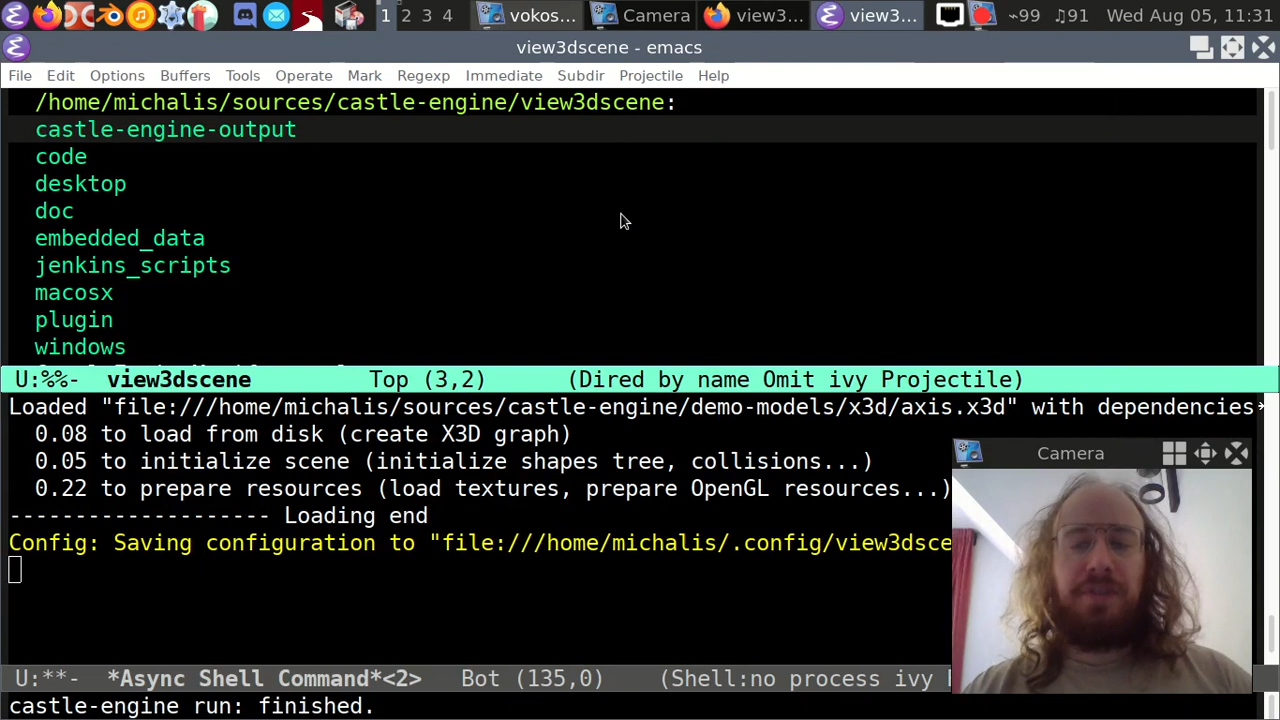 1 2 3 4 vokos... Camera view3... view3... ⌁99 ♫91 Wed Aug 05, 11:31
view3dscene - emacs
File Edit Options Buffers Tools Operate Mark Regexp Immediate Subdir Projectile Help
/home/michalis/sources/castle-engine/view3dscene:
castle-engine-output
code
desktop
doc
embedded_data
jenkins_scripts
macosx
plugin
windows
U:%%- view3dscene Top (3,2) (Dired by name Omit ivy Projectile)
Loaded "file:///home/michalis/sources/castle-engine/demo-models/x3d/axis.x3d" with dependencies
0.08 to load from disk (create X3D graph)
0.05 to initialize scene (initialize shapes tree, collisions...)
0.22 to prepare resources (load textures, prepare OpenGL resources...)
-------------------- Loading end
Camera
Config: Saving configuration to "file:///home/michalis/.config/view3dsce
U:**- *Async Shell Command*<2> Bot (135,0) (Shell:no process ivy
castle-engine run: finished.